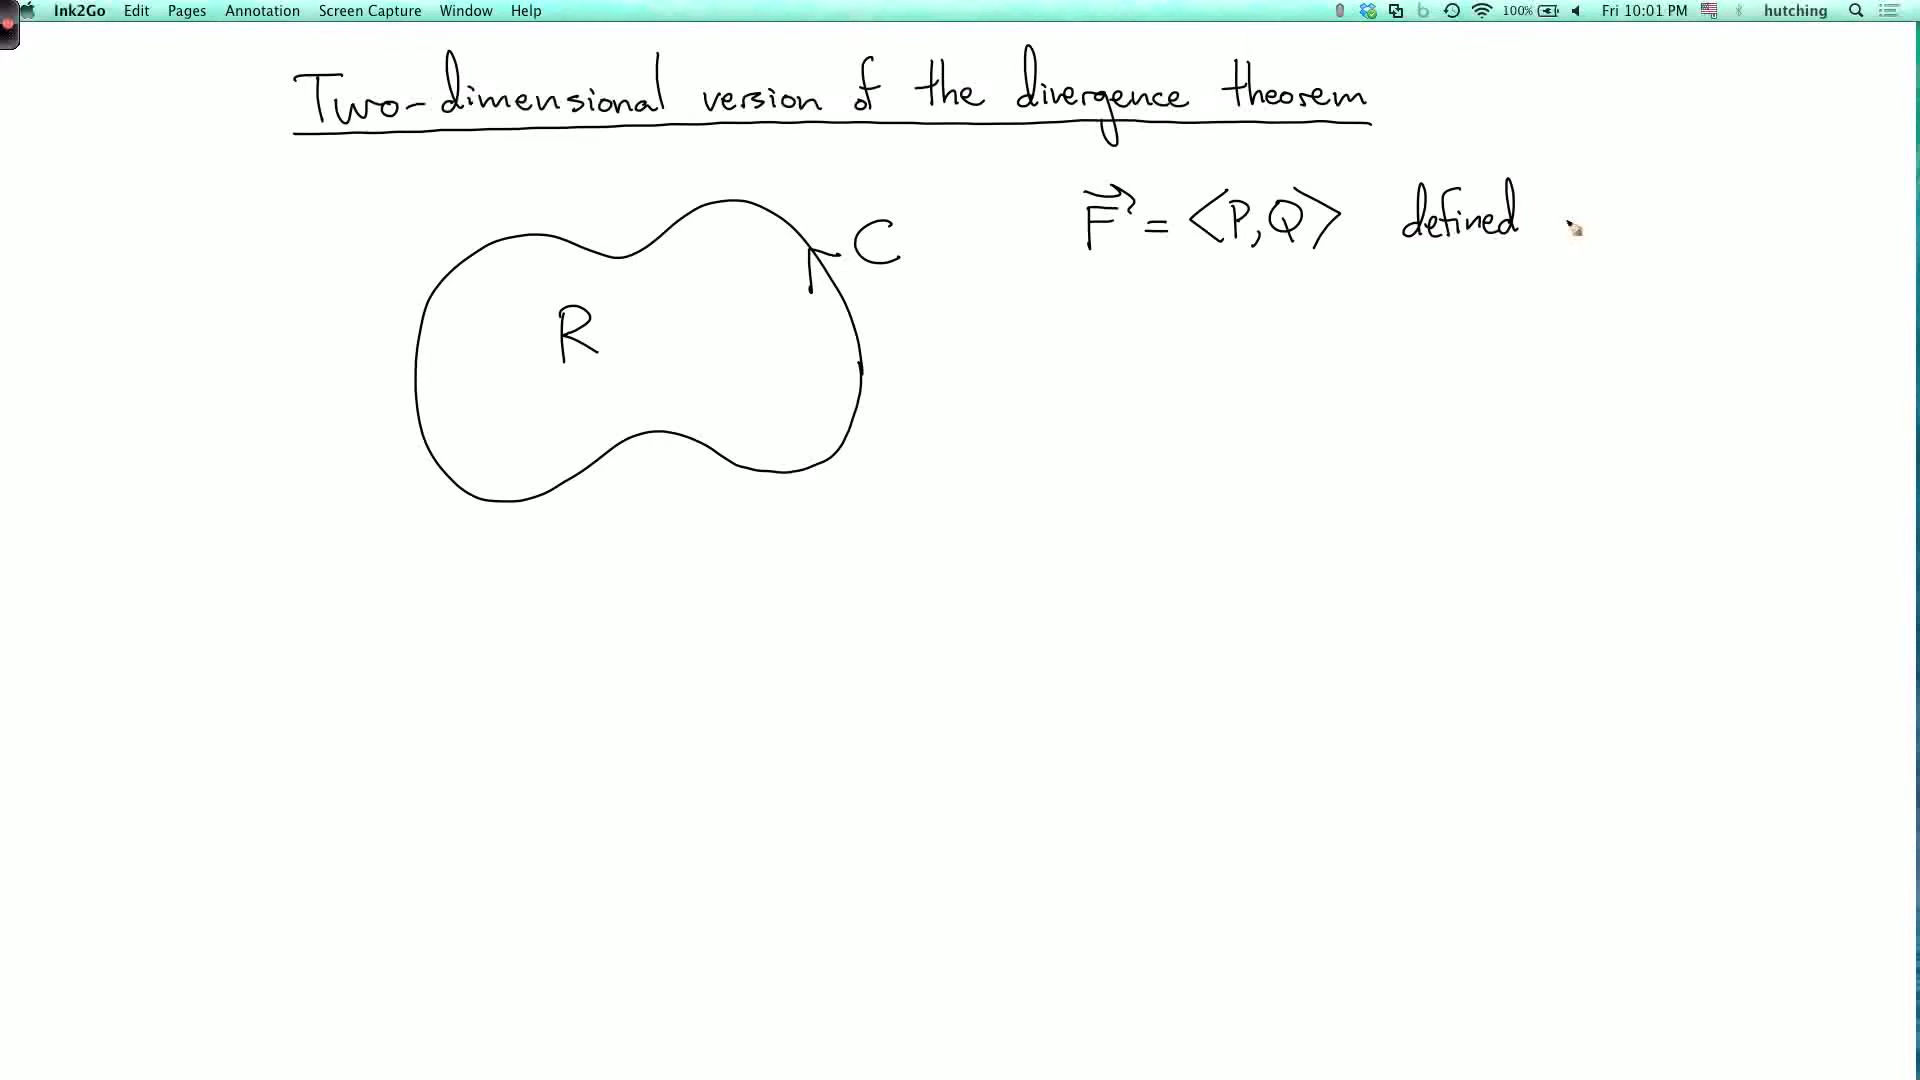 Ink2Go Edit Pages Annotation Screen Capture Window Help 100% Fri 10:01 PM hutching
Two-dimensional version of the divergence theorem
F⃗ = <P,Q> defined
C
R